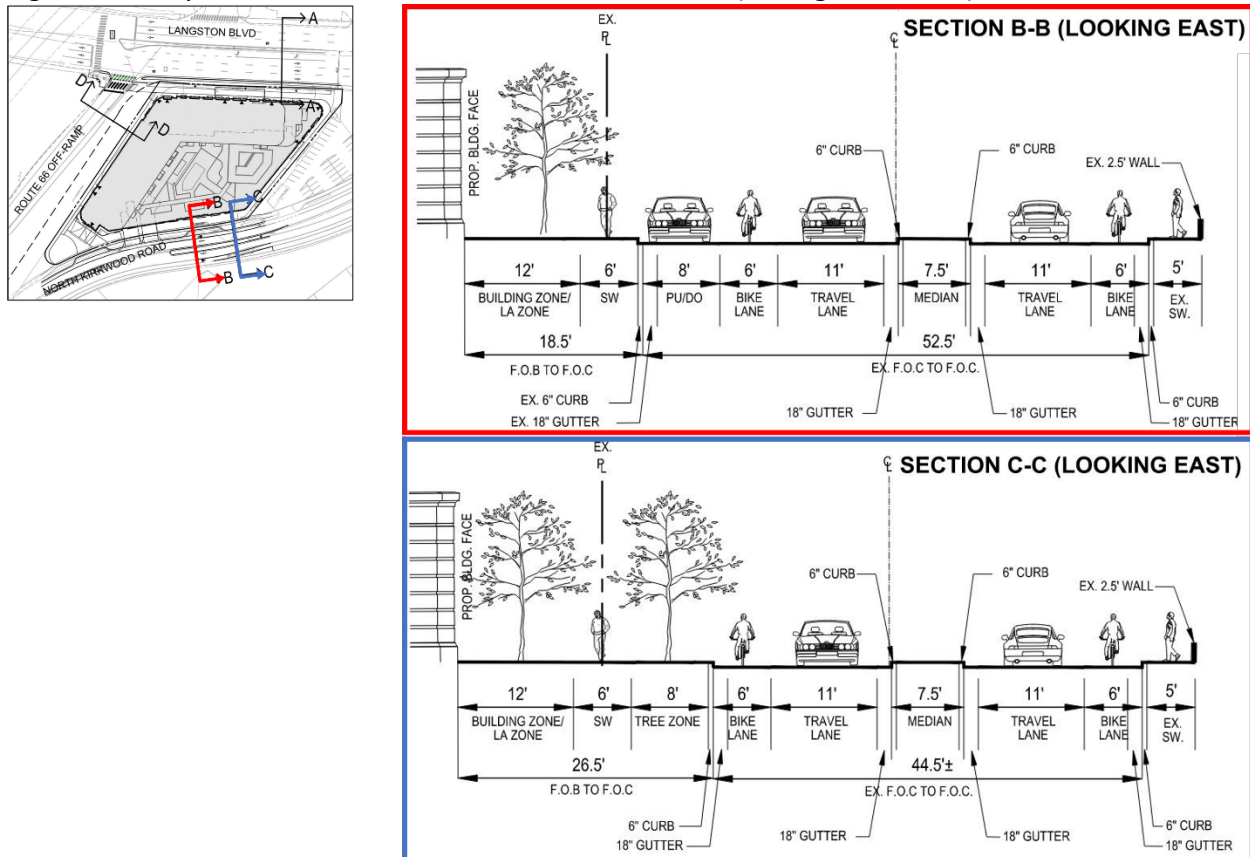 LANGSTON BLVD
A
A
D
D
ROUTE 66 OFF-RAMP
B
C
B
C
NORTH KIRKWOOD ROAD
SECTION B-B (LOOKING EAST)
EX.
PL
CL
PROP. BLDG. FACE
6" CURB
6" CURB
EX. 2.5' WALL
12' 6' 8' 6' 11' 7.5' 11' 6' 5'
BUILDING ZONE/ SW PU/DO BIKE TRAVEL MEDIAN TRAVEL BIKE EX.
LA ZONE LANE LANE LANE LANE SW.
18.5' 52.5'
F.O.B TO F.O.C EX. F.O.C TO F.O.C.
EX. 6" CURB 18" GUTTER 18" GUTTER 6" CURB
EX. 18" GUTTER 18" GUTTER
SECTION C-C (LOOKING EAST)
EX.
PL
CL
PROP. BLDG. FACE
6" CURB
6" CURB
EX. 2.5' WALL
12' 6' 8' 6' 11' 7.5' 11' 6' 5'
BUILDING ZONE/ SW TREE ZONE BIKE TRAVEL MEDIAN TRAVEL BIKE EX.
LA ZONE LANE LANE LANE LANE SW.
26.5' 44.5'±
F.O.B TO F.O.C EX. F.O.C TO F.O.C.
6" CURB 18" GUTTER 18" GUTTER 6" CURB
18" GUTTER 18" GUTTER